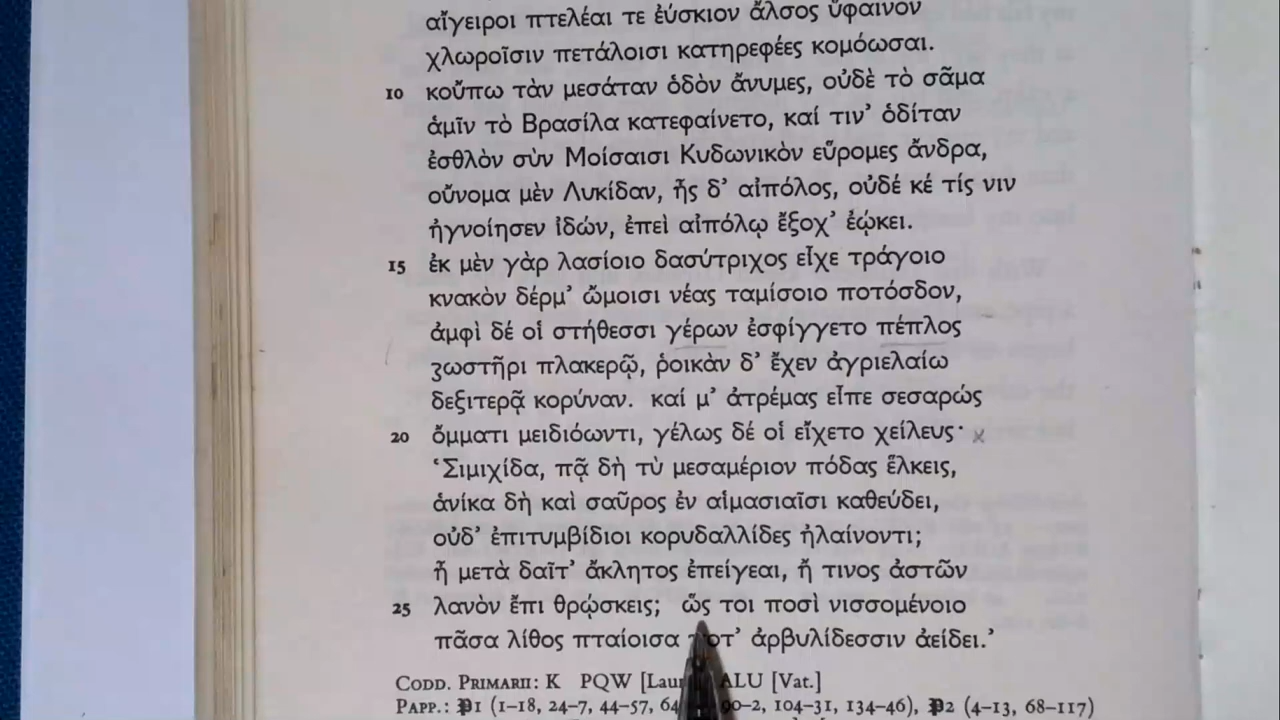 αἴγειροι πτελέαι τε ἐύσκιον ἄλσος ὕφαινον
χλωροῖσιν πετάλοισι κατηρεφέες κομόωσαι.
10 κοὔπω τὰν μεσάταν ὁδὸν ἄνυμες, οὐδὲ τὸ σᾶμα
ἁμῖν τὸ Βρασίλα κατεφαίνετο, καί τιν’ ὁδίταν
ἐσθλὸν σὺν Μοίσαισι Κυδωνικὸν εὕρομες ἄνδρα,
οὔνομα μὲν Λυκίδαν, ἦς δ’ αἰπόλος, οὐδέ κέ τίς νιν
ἠγνοίησεν ἰδών, ἐπεὶ αἰπόλῳ ἔξοχ’ ἐῴκει.
15 ἐκ μὲν γὰρ λασίοιο δασύτριχος εἶχε τράγοιο
κνακὸν δέρμ’ ὤμοισι νέας ταμίσοιο ποτόσδον,
ἀμφὶ δέ οἱ στήθεσσι γέρων ἐσφίγγετο πέπλος
ζωστῆρι πλακερῷ, ῥοικὰν δ’ ἔχεν ἀγριελαίω
δεξιτερᾷ κορύναν. καί μ’ ἀτρέμας εἶπε σεσαρώς
20 ὄμματι μειδιόωντι, γέλως δέ οἱ εἴχετο χείλευς·
‘Σιμιχίδα, πᾷ δὴ τὺ μεσαμέριον πόδας ἕλκεις,
ἁνίκα δὴ καὶ σαῦρος ἐν αἱμασιαῖσι καθεύδει,
οὐδ’ ἐπιτυμβίδιοι κορυδαλλίδες ἠλαίνοντι;
ἦ μετὰ δαῖτ’ ἄκλητος ἐπείγεαι, ἤ τινος ἀστῶν
25 λανὸν ἔπι θρῴσκεις; ὥς τοι ποσὶ νισσομένοιο
πᾶσα λίθος πταίοισα ἀρβυλίδεσσιν ἀείδει.’
CODD. PRIMARII: K PQW ALU [Vat.]
PAPP.: 𝔓1 (1–18, 24–7, 44–57, 104–31, 134–46), 𝔓2 (4–13, 68–117)